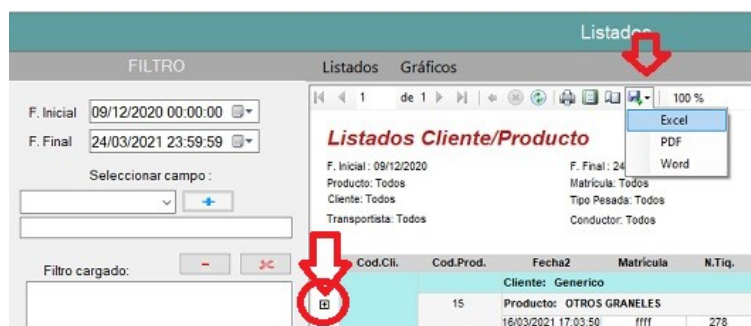 Listados
FILTRO
Listados Gráficos
1 de 1 100 %
Excel
PDF
Word
F. Inicial 09/12/2020 00:00:00
F. Final 24/03/2021 23:59:59
Seleccionar campo :
Filtro cargado:
Listados Cliente/Producto
F. Inicial : 09/12/2020 F. Final : 24
Producto: Todos Matrícula: Todos
Cliente: Todos Tipo Pesada: Todos
Transportista: Todos Conductor: Todos
Cod.Cli. Cod.Prod. Fecha2 Matrícula N.Tiq.
Cliente: Generico
15 Producto: OTROS GRANELES
16/03/2021 17:03:50 ffff 278